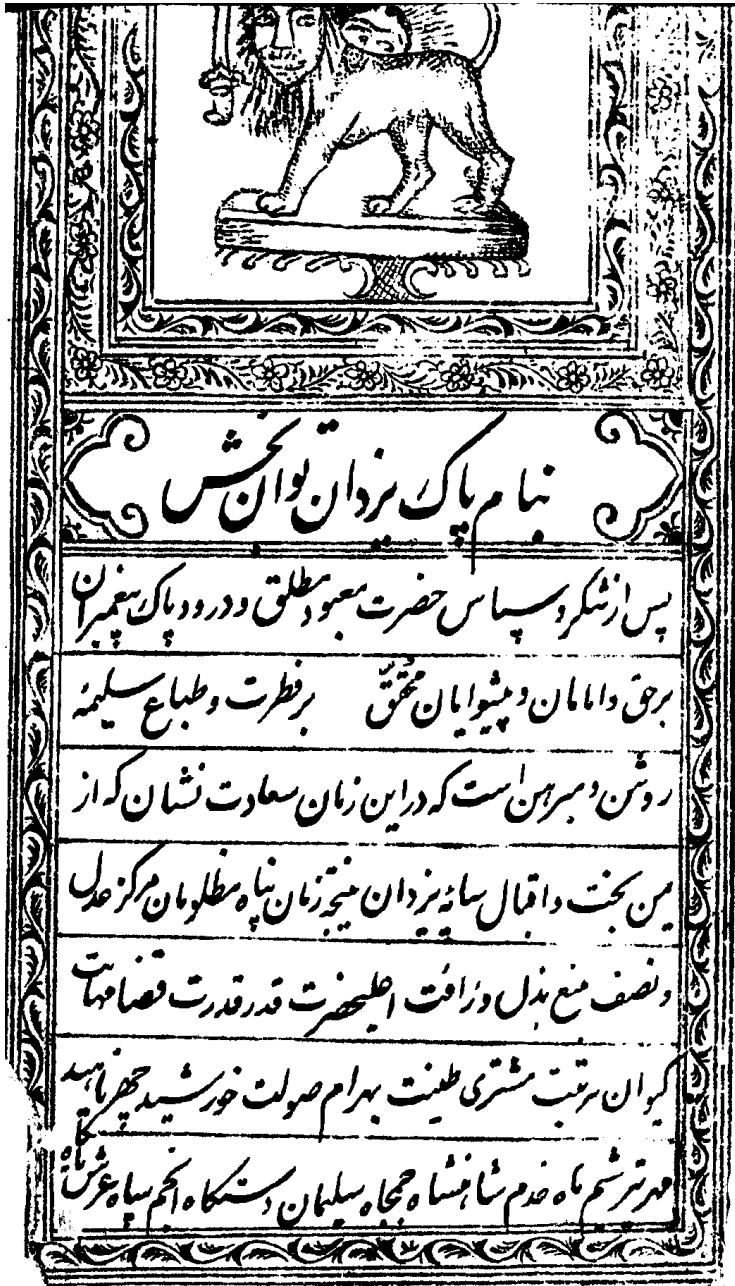 بنام پاک یزدان توان بخش
پس از شکر و سپاس حضرت معبود مطلق و درود پاک پیغمبران
برحق و امامان و پیشوایان محقق بر فطرت و طباع سلیمه
روشن و مبرهن است که در این زمان سعادت نشان که از
یمن بخت و اقبال سایهٔ یزدان نتیجهٔ زمان پناه مظلومان مرکز عدل
و نصف منبع بذل و رأفت اعلیحضرت قدر قدرت قضا مهابت
کیوان مرتبت مشتری طینت بهرام صولت خورشید چهر ناهید
مهر تیر شیم ماه خدم شاهنشاه جمجاه سلیمان دستگاه انجم سپاه عرش